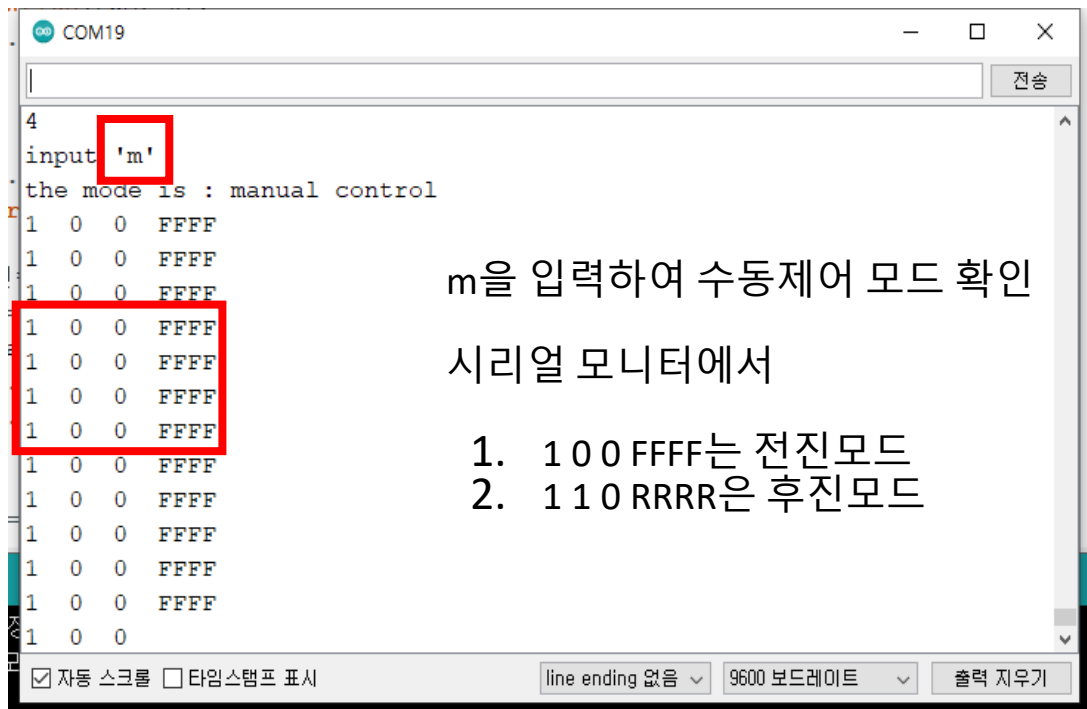 COM19
전송
4
input 'm'
the mode is : manual control
1 0 0 FFFF
1 0 0 FFFF
1 0 0 FFFF
1 0 0 FFFF
1 0 0 FFFF
1 0 0 FFFF
1 0 0 FFFF
1 0 0 FFFF
1 0 0 FFFF
1 0 0 FFFF
1 0 0 FFFF
1 0 0 FFFF
1 0 0
m을 입력하여 수동제어 모드 확인
시리얼 모니터에서
1. 1 0 0 FFFF는 전진모드
2. 1 1 0 RRRR은 후진모드
자동 스크롤 타임스탬프 표시 line ending 없음 9600 보드레이트 출력 지우기